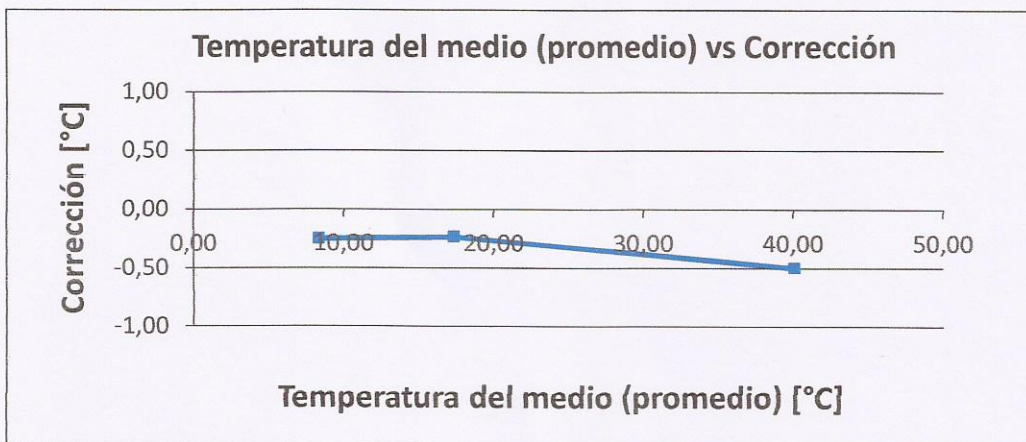 Temperatura del medio (promedio) vs Corrección
Corrección [°C]
1,00
0,50
0,00
-0,50
-1,00
0,00 10,00 20,00 30,00 40,00 50,00
Temperatura del medio (promedio) [°C]